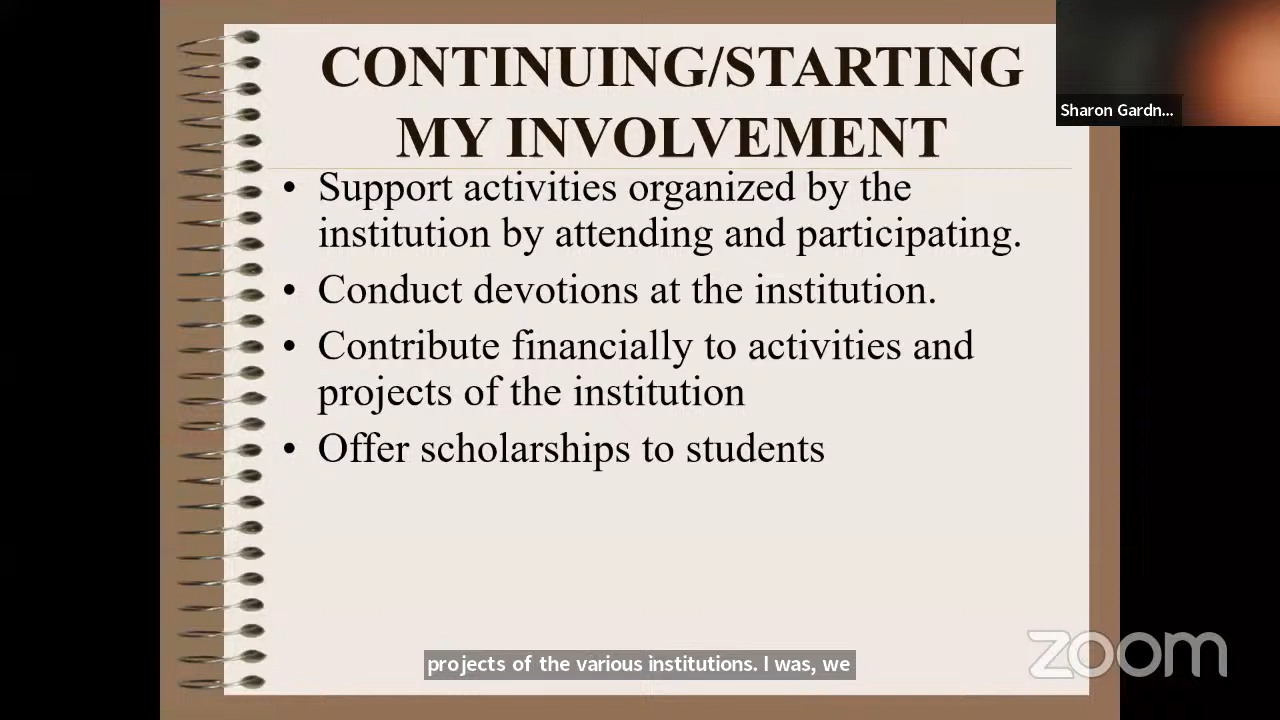 CONTINUING/STARTING
MY INVOLVEMENT
Sharon Gardn...
• Support activities organized by the
institution by attending and participating.
• Conduct devotions at the institution.
• Contribute financially to activities and
projects of the institution
• Offer scholarships to students
projects of the various institutions. I was, we
zoom